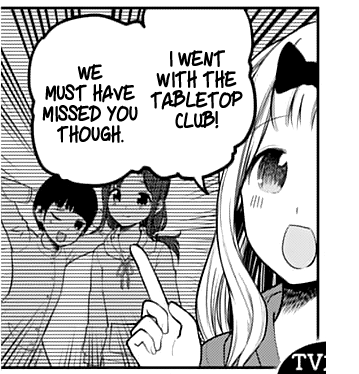 I WENT
WITH THE
TABLETOP
CLUB!
WE
MUST HAVE
MISSED YOU
THOUGH.